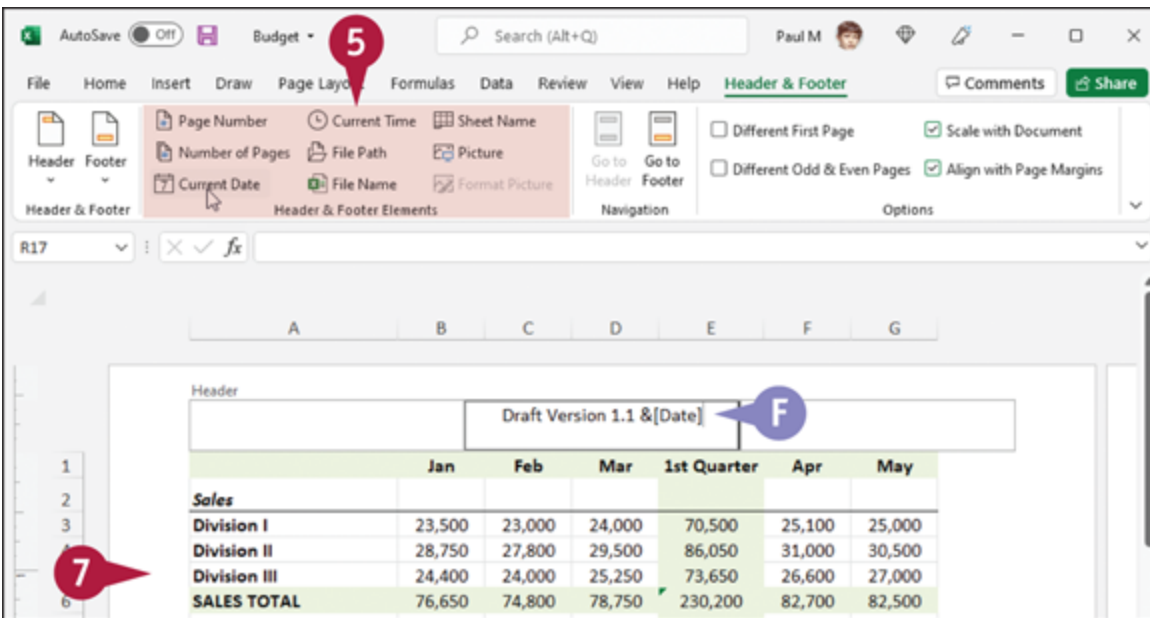 AutoSave Off Budget Search (Alt+Q) Paul M
5
File Home Insert Draw Page Formulas Data Review View Help Header & Footer Comments Share
Page Number Current Time Sheet Name
Different First Page Scale with Document
Number of Pages File Path Picture
Header Footer Go to Header Go to Footer
Different Odd & Even Pages Align with Page Margins
Current Date File Name Format Picture
Header & Footer Header & Footer Elements Navigation Options
R17 fx
A B C D E F G
Header
Draft Version 1.1 &[Date] F
1 Jan Feb Mar 1st Quarter Apr May
2 Sales
3 Division I 23,500 23,000 24,000 70,500 25,100 25,000
Division II 28,750 27,800 29,500 86,050 31,000 30,500
7 Division III 24,400 24,000 25,250 73,650 26,600 27,000
6 SALES TOTAL 76,650 74,800 78,750 230,200 82,700 82,500